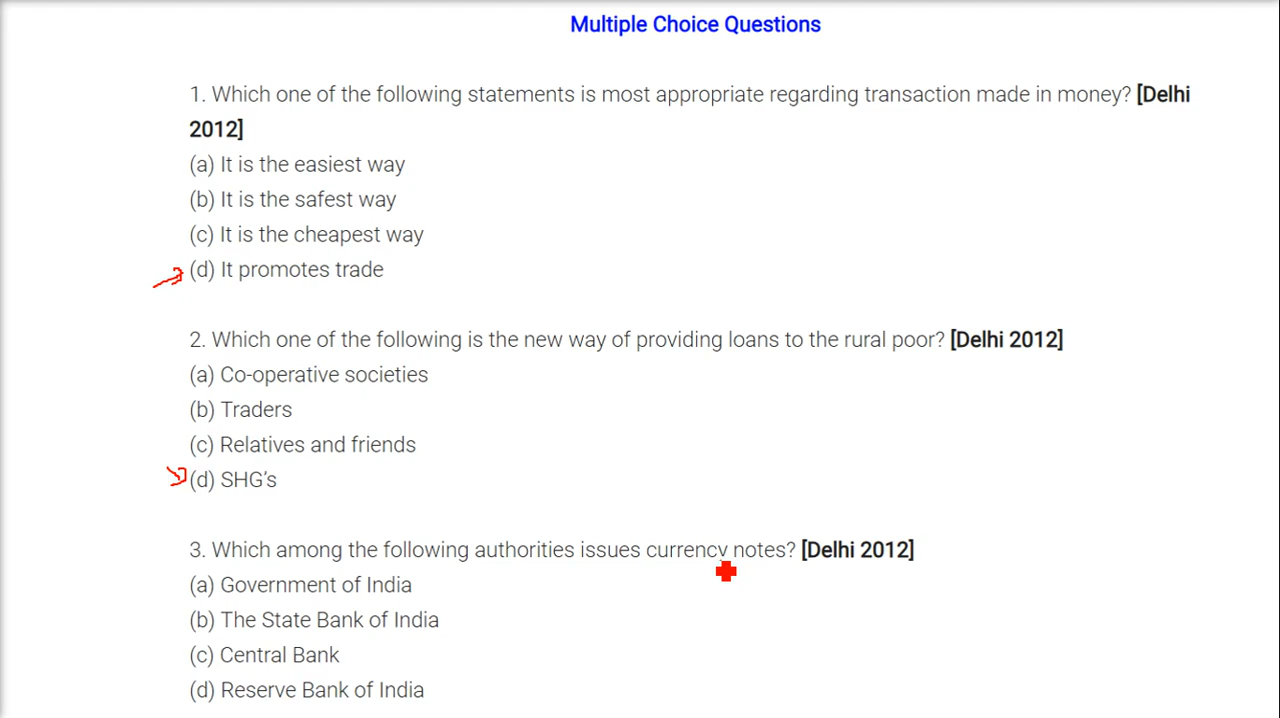 Multiple Choice Questions
1. Which one of the following statements is most appropriate regarding transaction made in money? [Delhi
2012]
(a) It is the easiest way
(b) It is the safest way
(c) It is the cheapest way
(d) It promotes trade
2. Which one of the following is the new way of providing loans to the rural poor? [Delhi 2012]
(a) Co-operative societies
(b) Traders
(c) Relatives and friends
(d) SHG's
3. Which among the following authorities issues currency notes? [Delhi 2012]
(a) Government of India
(b) The State Bank of India
(c) Central Bank
(d) Reserve Bank of India